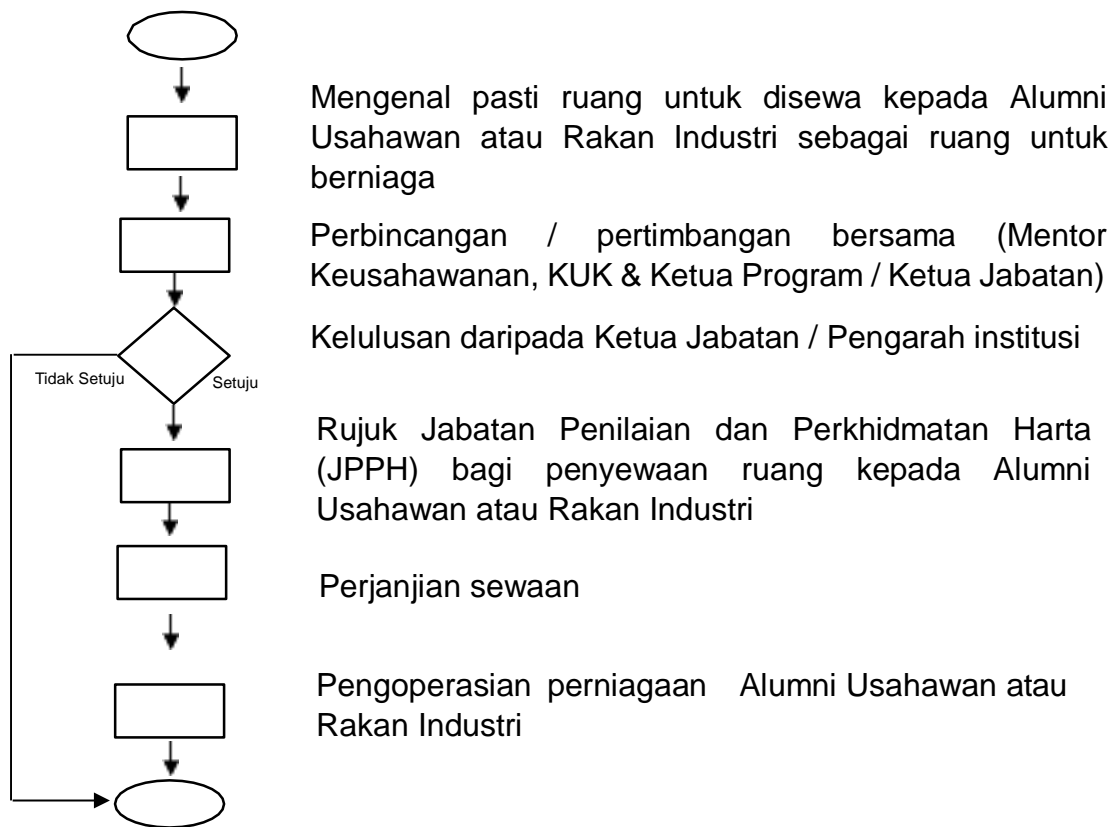 Mengenal pasti ruang untuk disewa kepada Alumni
Usahawan atau Rakan Industri sebagai ruang untuk
berniaga
Perbincangan / pertimbangan bersama (Mentor
Keusahawanan, KUK & Ketua Program / Ketua Jabatan)
Kelulusan daripada Ketua Jabatan / Pengarah institusi
Tidak Setuju
Setuju
Rujuk Jabatan Penilaian dan Perkhidmatan Harta
(JPPH) bagi penyewaan ruang kepada Alumni
Usahawan atau Rakan Industri
Perjanjian sewaan
Pengoperasian perniagaan Alumni Usahawan atau
Rakan Industri